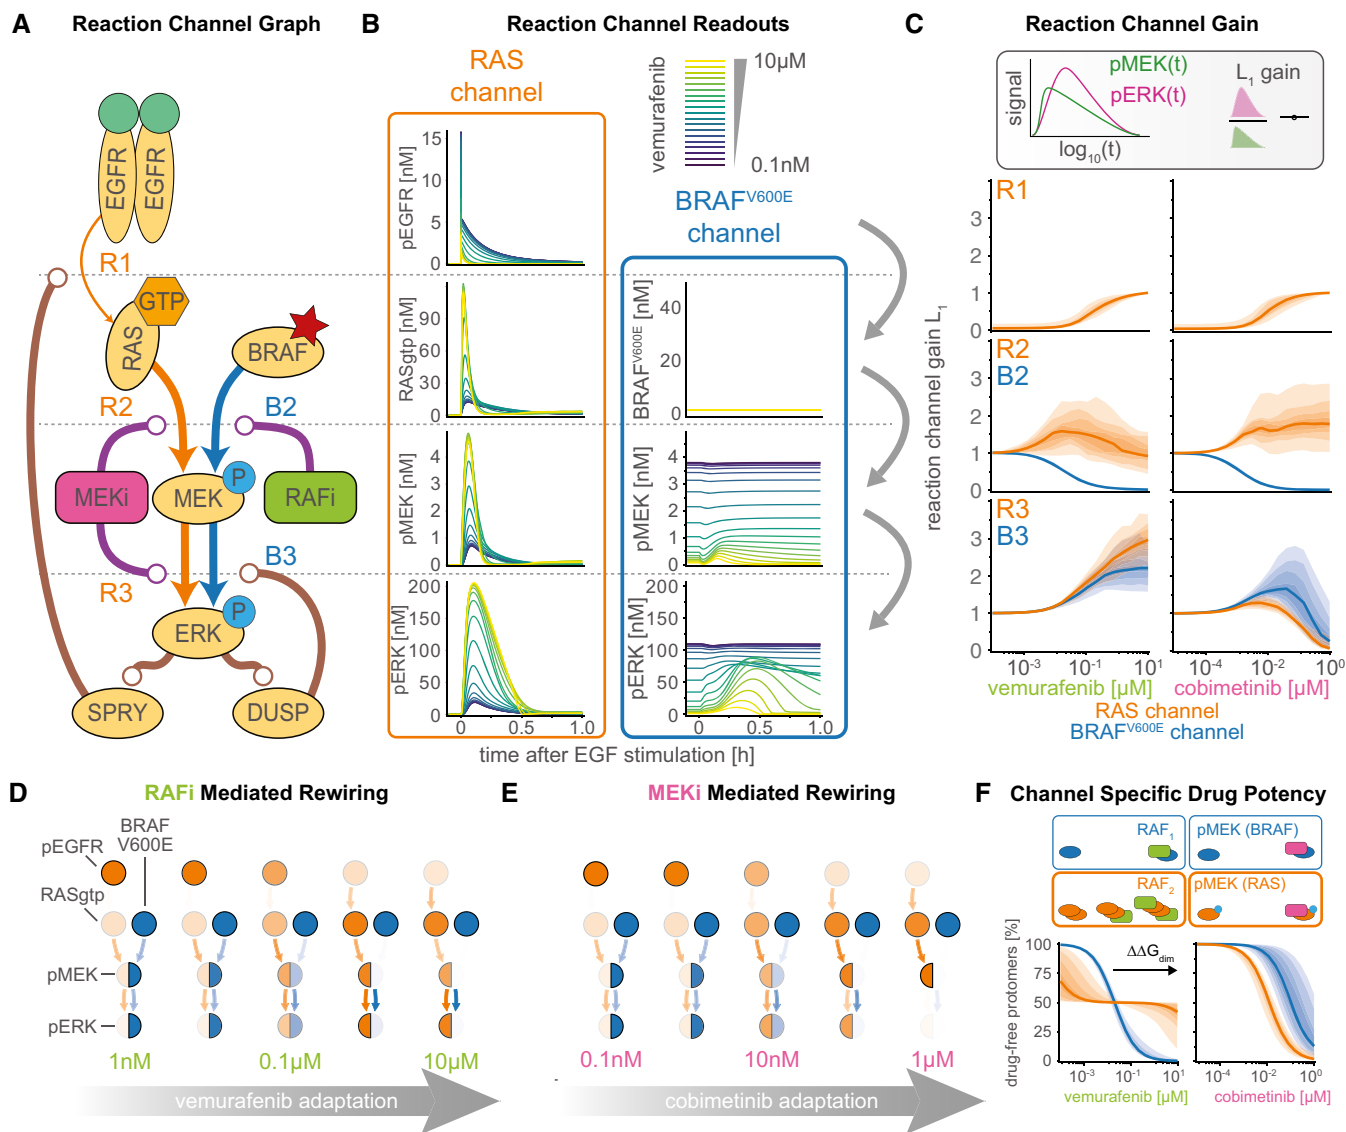 A Reaction Channel Graph
EGFR EGFR
R1
GTP
RAS
BRAF
R2
B2
MEKi
MEK
P
RAFi
R3
B3
ERK
P
SPRY
DUSP
B Reaction Channel Readouts
RAS
channel
vemurafenib
10µM
0.1nM
BRAFV600E
channel
pEGFR [nM]
15
10
5
0
RASgtp [nM]
90
60
30
0
BRAFV600E [nM]
40
20
0
pMEK [nM]
4
3
2
1
0
pMEK [nM]
4
3
2
1
0
pERK [nM]
200
150
100
50
0
pERK [nM]
200
150
100
50
0
0 0.5 1.0
0 0.5 1.0
time after EGF stimulation [h]
C Reaction Channel Gain
signal
log10(t)
pMEK(t)
pERK(t)
L1 gain
reaction channel gain L1
R1
3
2
1
0
R2
B2
3
2
1
0
R3
B3
3
2
1
0
10-3 10-1 101
10-4 10-2 100
vemurafenib [µM]
cobimetinib [µM]
RAS channel
BRAFV600E channel
D RAFi Mediated Rewiring
pEGFR
BRAF
V600E
RASgtp
pMEK
pERK
1nM 0.1µM 10µM
vemurafenib adaptation
E MEKi Mediated Rewiring
0.1nM 10nM 1µM
cobimetinib adaptation
F Channel Specific Drug Potency
RAF1
pMEK (BRAF)
RAF2
pMEK (RAS)
drug-free protomers [%]
100
75
50
25
0
ΔΔGdim
10-3 10-1 101
10-4 10-2 100
vemurafenib [µM]
cobimetinib [µM]